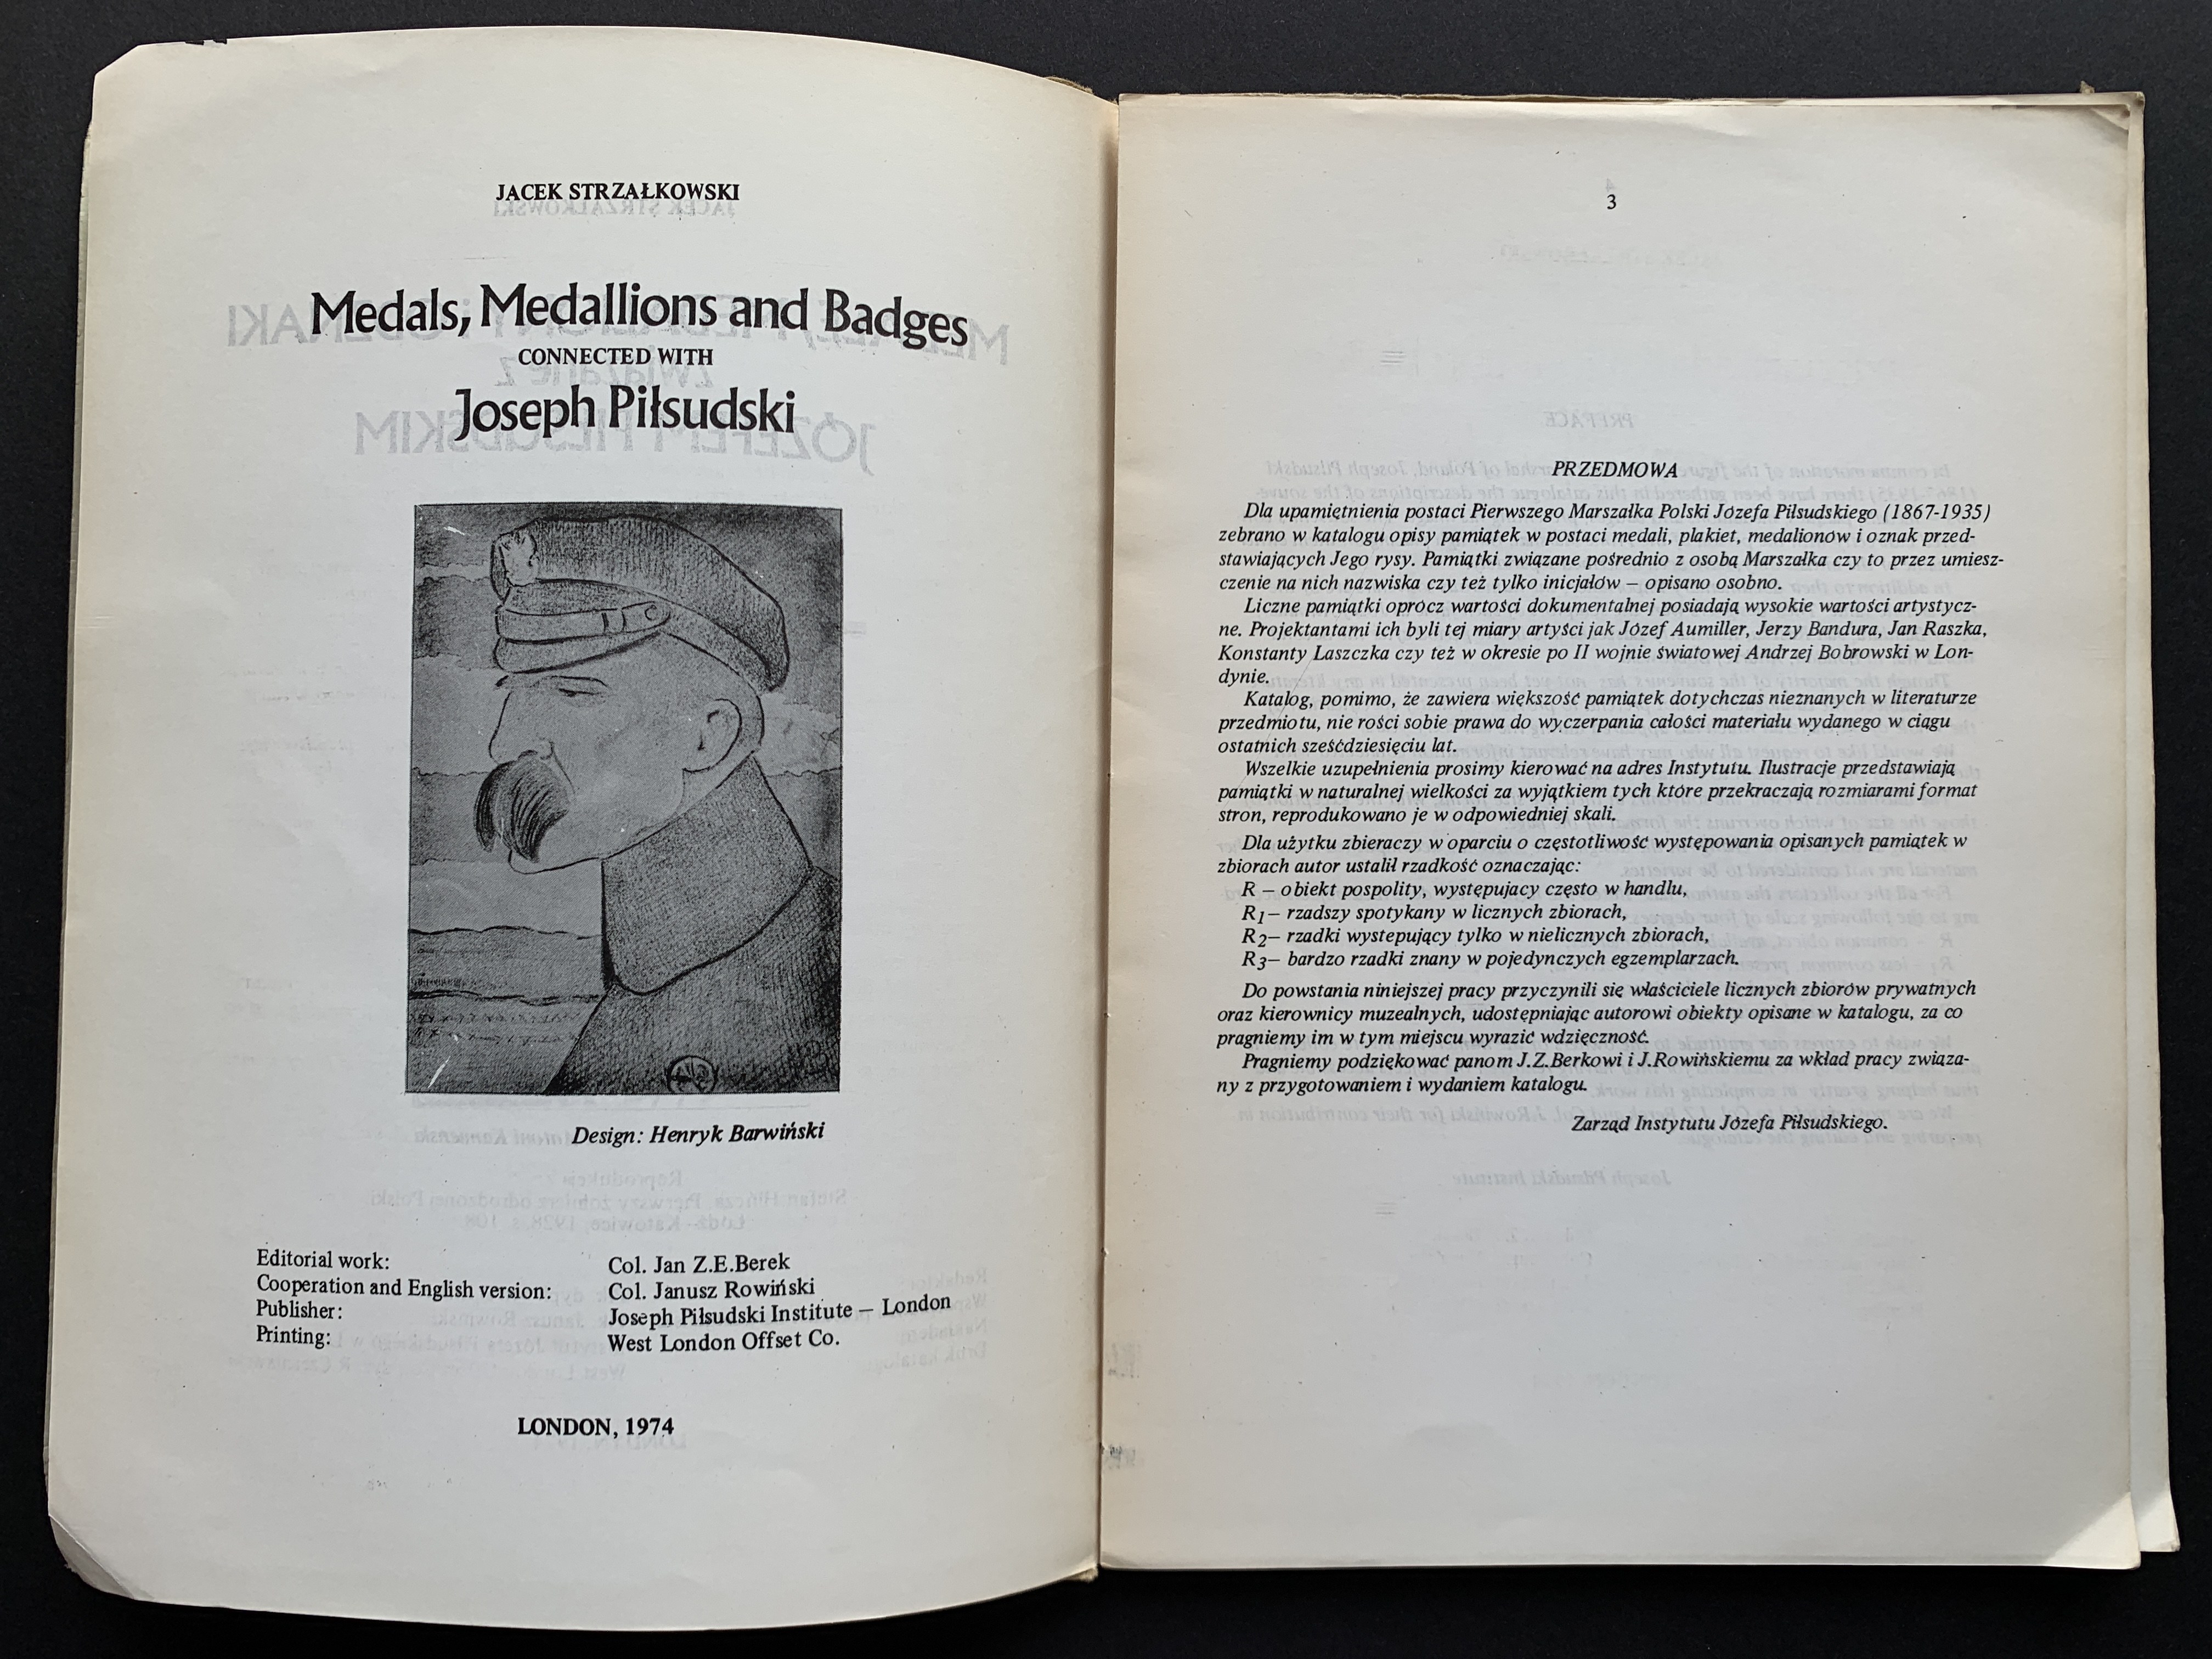 JACEK STRZAŁKOWSKI
Medals, Medallions and Badges
CONNECTED WITH
Joseph Piłsudski
Design: Henryk Barwiński
Editorial work: Col. Jan Z.E.Berek
Cooperation and English version: Col. Janusz Rowiński
Publisher: Joseph Piłsudski Institute – London
Printing: West London Offset Co.
LONDON, 1974
3
PRZEDMOWA
Dla upamiętnienia postaci Pierwszego Marszałka Polski Józefa Piłsudskiego (1867-1935)
zebrano w katalogu opisy pamiątek w postaci medali, plakiet, medalionów i oznak przed-
stawiających Jego rysy. Pamiątki związane pośrednio z osobą Marszałka czy to przez umiesz-
czenie na nich nazwiska czy też tylko inicjałów – opisano osobno.
Liczne pamiątki oprócz wartości dokumentalnej posiadają wysokie wartości artystycz-
ne. Projektantami ich byli tej miary artyści jak Józef Aumiller, Jerzy Bandura, Jan Raszka,
Konstanty Laszczka czy też w okresie po II wojnie światowej Andrzej Bobrowski w Lon-
dynie.
Katalog, pomimo, że zawiera większość pamiątek dotychczas nieznanych w literaturze
przedmiotu, nie rości sobie prawa do wyczerpania całości materiału wydanego w ciągu
ostatnich sześćdziesięciu lat.
Wszelkie uzupełnienia prosimy kierować na adres Instytutu. Ilustracje przedstawiają
pamiątki w naturalnej wielkości za wyjątkiem tych które przekraczają rozmiarami format
stron, reprodukowano je w odpowiedniej skali.
Dla użytku zbieraczy w oparciu o częstotliwość występowania opisanych pamiątek w
zbiorach autor ustalił rzadkość oznaczając:
R – obiekt pospolity, występujacy często w handlu,
R1– rzadszy spotykany w licznych zbiorach,
R2– rzadki wystepujący tylko w nielicznych zbiorach,
R3– bardzo rzadki znany w pojedynczych egzemplarzach.
Do powstania niniejszej pracy przyczynili się właściciele licznych zbiorów prywatnych
oraz kierownicy muzealnych, udostępniając autorowi obiekty opisane w katalogu, za co
pragniemy im w tym miejscu wyrazić wdzięczność.
Pragniemy podziękować panom J.Z.Berkowi i J.Rowińskiemu za wkład pracy związa-
ny z przygotowaniem i wydaniem katalogu.
Zarząd Instytutu Józefa Piłsudskiego.